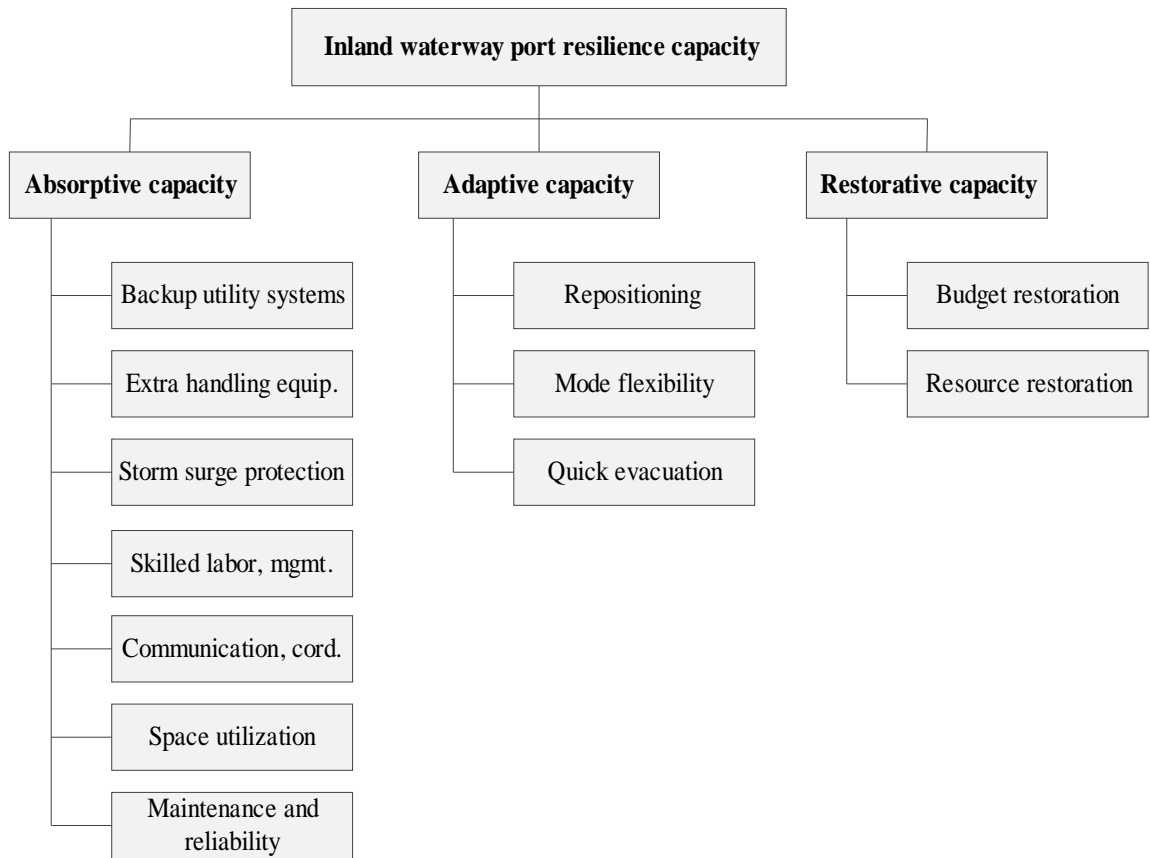 Inland waterway port resilience capacity
Absorptive capacity
Adaptive capacity
Restorative capacity
Backup utility systems
Extra handling equip.
Storm surge protection
Skilled labor, mgmt.
Communication, cord.
Space utilization
Maintenance and
reliability
Repositioning
Mode flexibility
Quick evacuation
Budget restoration
Resource restoration